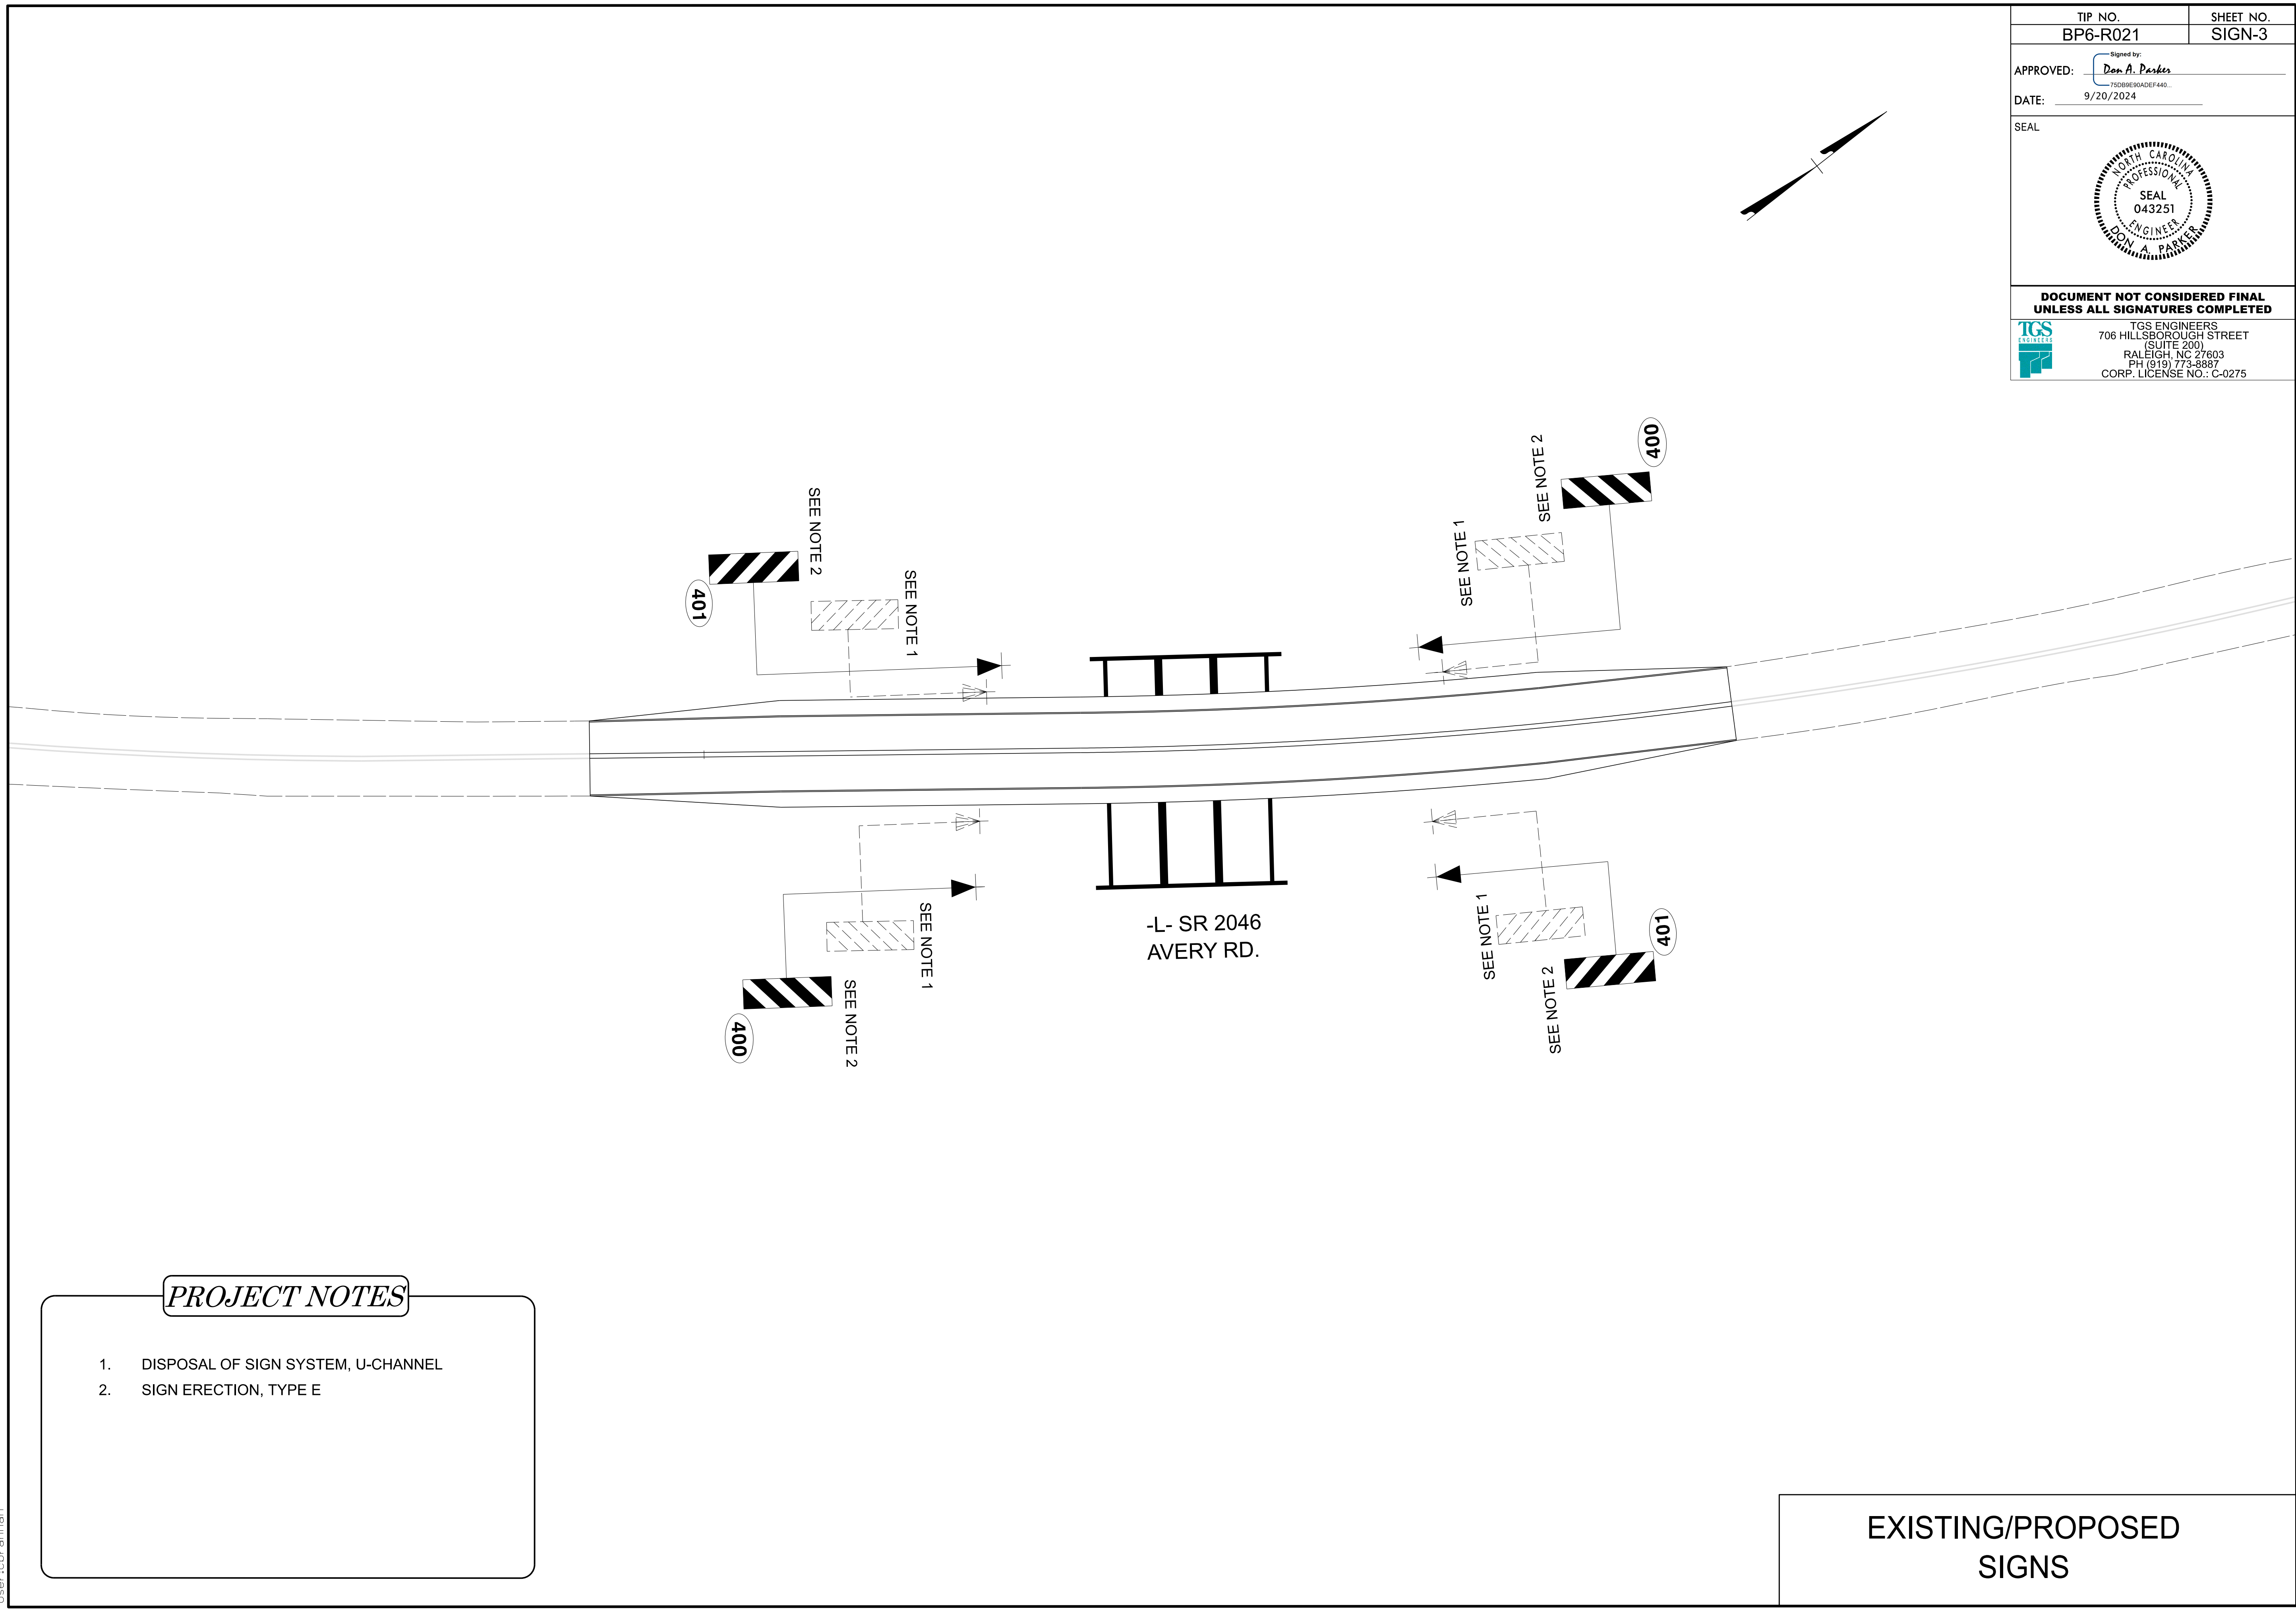 TIP NO.
SHEET NO.
BP6-R021
SIGN-3
Signed by:
APPROVED: Don A. Parker
75DB9E90ADEF440...
DATE: 9/20/2024
SEAL
NORTH CAROLINA
PROFESSIONAL
SEAL
043251
ENGINEER
DON A. PARKER
DOCUMENT NOT CONSIDERED FINAL
UNLESS ALL SIGNATURES COMPLETED
TGS
ENGINEERS
TGS ENGINEERS
706 HILLSBOROUGH STREET
(SUITE 200)
RALEIGH, NC 27603
PH (919) 773-8887
CORP. LICENSE NO.: C-0275
400
SEE NOTE 2
SEE NOTE 1
SEE NOTE 2
401
SEE NOTE 1
-L- SR 2046
AVERY RD.
SEE NOTE 1
SEE NOTE 2
400
SEE NOTE 1
401
SEE NOTE 2
PROJECT NOTES
1. DISPOSAL OF SIGN SYSTEM, U-CHANNEL
2. SIGN ERECTION, TYPE E
EXISTING/PROPOSED
SIGNS